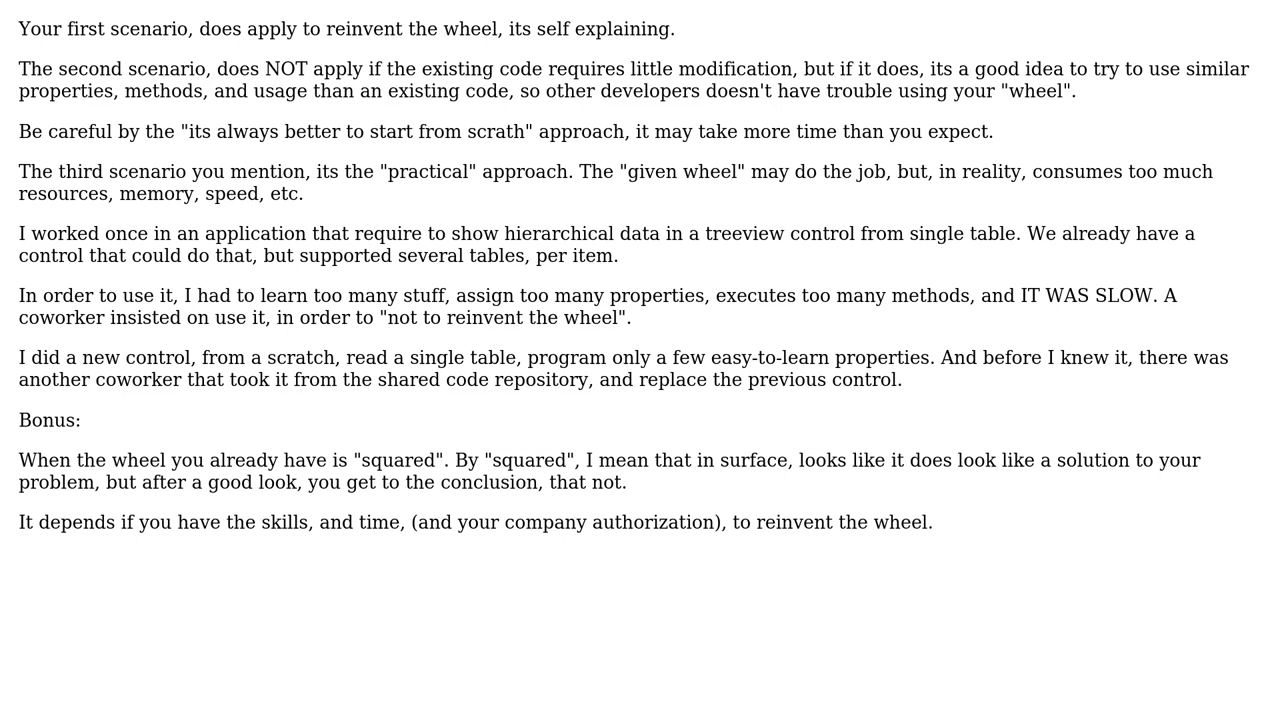 Your first scenario, does apply to reinvent the wheel, its self explaining.
The second scenario, does NOT apply if the existing code requires little modification, but if it does, its a good idea to try to use similar
properties, methods, and usage than an existing code, so other developers doesn't have trouble using your "wheel".
Be careful by the "its always better to start from scrath" approach, it may take more time than you expect.
The third scenario you mention, its the "practical" approach. The "given wheel" may do the job, but, in reality, consumes too much
resources, memory, speed, etc.
I worked once in an application that require to show hierarchical data in a treeview control from single table. We already have a
control that could do that, but supported several tables, per item.
In order to use it, I had to learn too many stuff, assign too many properties, executes too many methods, and IT WAS SLOW. A
coworker insisted on use it, in order to "not to reinvent the wheel".
I did a new control, from a scratch, read a single table, program only a few easy-to-learn properties. And before I knew it, there was
another coworker that took it from the shared code repository, and replace the previous control.
Bonus:
When the wheel you already have is "squared". By "squared", I mean that in surface, looks like it does look like a solution to your
problem, but after a good look, you get to the conclusion, that not.
It depends if you have the skills, and time, (and your company authorization), to reinvent the wheel.